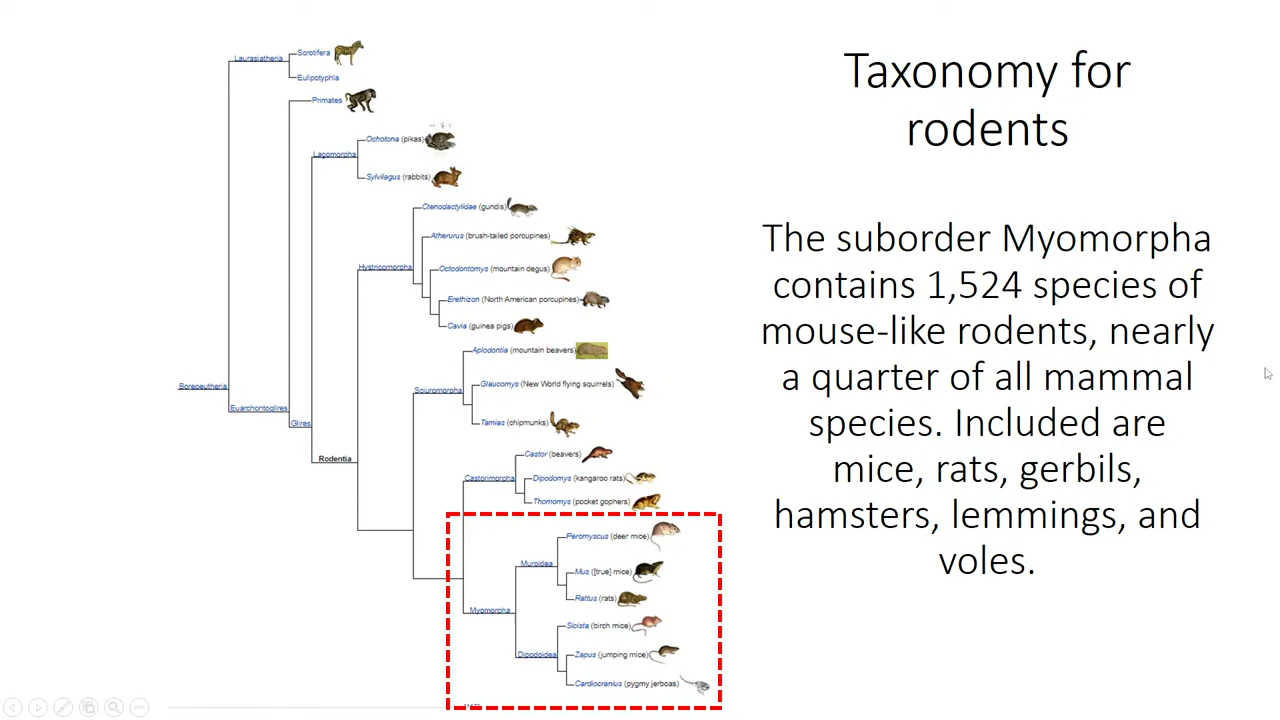 Taxonomy for
rodents
The suborder Myomorpha
contains 1,524 species of
mouse-like rodents, nearly
a quarter of all mammal
species. Included are
mice, rats, gerbils,
hamsters, lemmings, and
voles.
Boreoeutheria
Laurasiatheria
Scrotifera
Eulipotyphla
Euarchontoglires
Primates
Glires
Lagomorpha
Ochotona (pikas)
Sylvilagus (rabbits)
Rodentia
Hystricomorpha
Ctenodactylidae (gundis)
Atherurus (brush-tailed porcupines)
Octodontomys (mountain degus)
Erethizon (North American porcupines)
Cavia (guinea pigs)
Sciuromorpha
Aplodontia (mountain beavers)
Glaucomys (New World flying squirrels)
Tamias (chipmunks)
Castorimorpha
Castor (beavers)
Dipodomys (kangaroo rats)
Thomomys (pocket gophers)
Myomorpha
Muroidea
Peromyscus (deer mice)
Mus ([true] mice)
Rattus (rats)
Dipodoidea
Sicista (birch mice)
Zapus (jumping mice)
Cardiocranius (pygmy jerboas)